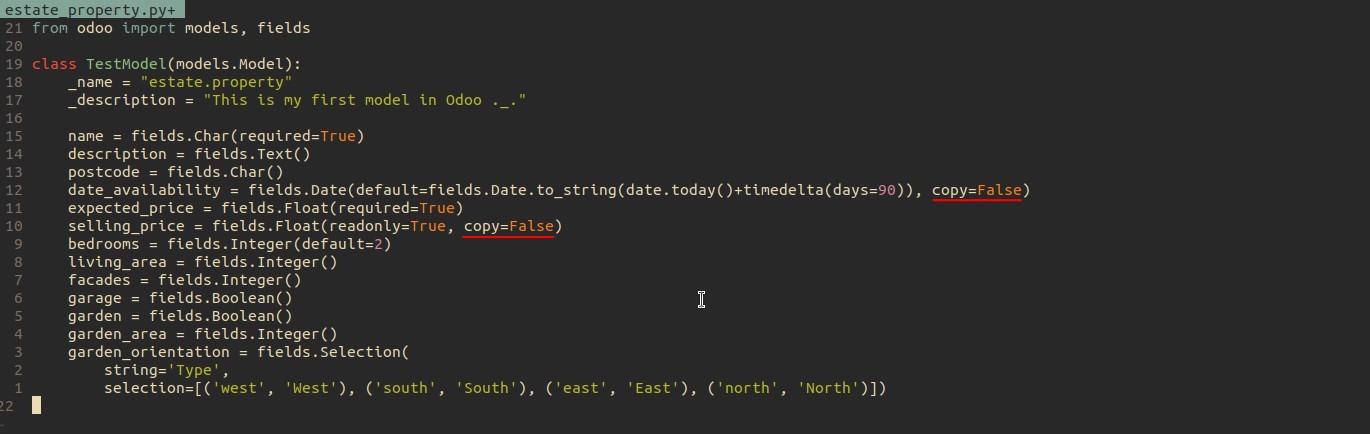 estate_property.py+
21 from odoo import models, fields
20
19 class TestModel(models.Model):
18     _name = "estate.property"
17     _description = "This is my first model in Odoo ._."
16
15     name = fields.Char(required=True)
14     description = fields.Text()
13     postcode = fields.Char()
12     date_availability = fields.Date(default=fields.Date.to_string(date.today()+timedelta(days=90)), copy=False)
11     expected_price = fields.Float(required=True)
10     selling_price = fields.Float(readonly=True, copy=False)
9     bedrooms = fields.Integer(default=2)
8     living_area = fields.Integer()
7     facades = fields.Integer()
6     garage = fields.Boolean()
5     garden = fields.Boolean()
4     garden_area = fields.Integer()
3     garden_orientation = fields.Selection(
2         string='Type',
1         selection=[('west', 'West'), ('south', 'South'), ('east', 'East'), ('north', 'North')])
22